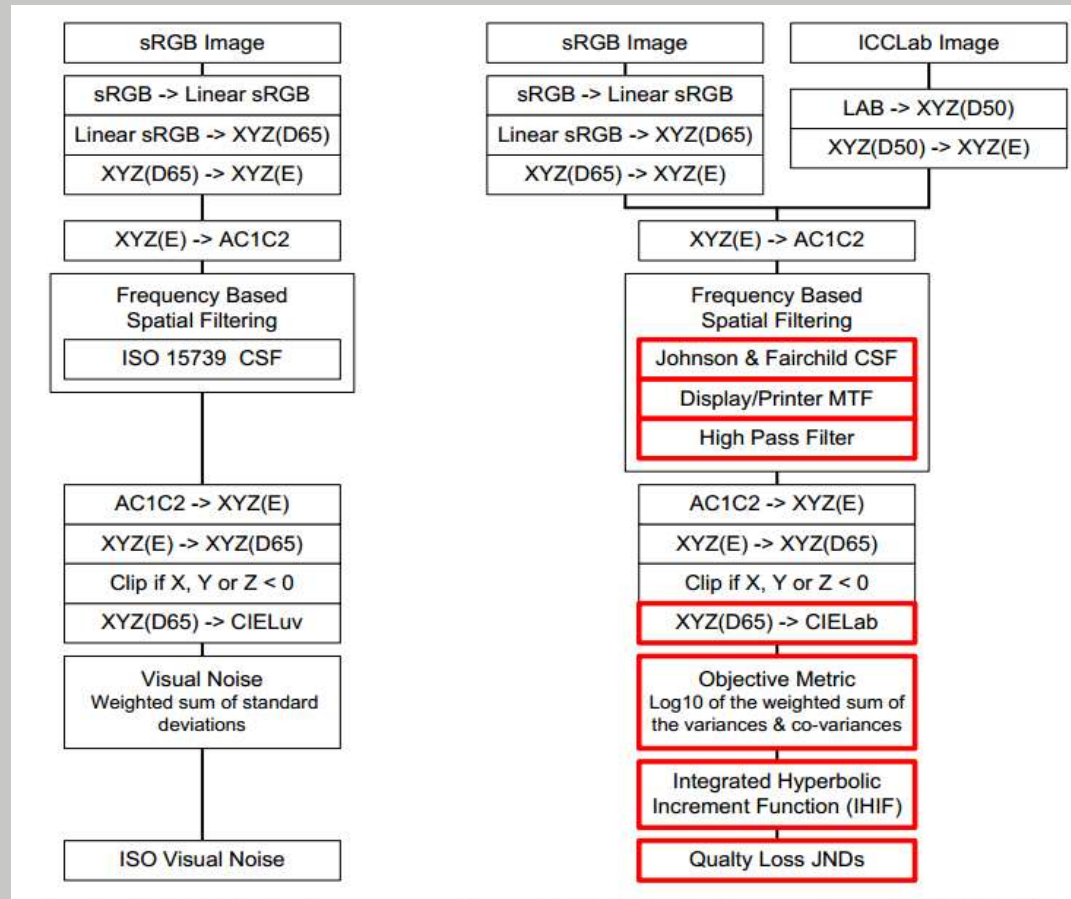 sRGB Image
sRGB -> Linear sRGB
Linear sRGB -> XYZ(D65)
XYZ(D65) -> XYZ(E)
XYZ(E) -> AC1C2
Frequency Based
Spatial Filtering
ISO 15739 CSF
AC1C2 -> XYZ(E)
XYZ(E) -> XYZ(D65)
Clip if X, Y or Z < 0
XYZ(D65) -> CIELuv
Visual Noise
Weighted sum of standard
deviations
ISO Visual Noise
sRGB Image
sRGB -> Linear sRGB
Linear sRGB -> XYZ(D65)
XYZ(D65) -> XYZ(E)
ICCLab Image
LAB -> XYZ(D50)
XYZ(D50) -> XYZ(E)
XYZ(E) -> AC1C2
Frequency Based
Spatial Filtering
Johnson & Fairchild CSF
Display/Printer MTF
High Pass Filter
AC1C2 -> XYZ(E)
XYZ(E) -> XYZ(D65)
Clip if X, Y or Z < 0
XYZ(D65) -> CIELab
Objective Metric
Log10 of the weighted sum of
the variances & co-variances
Integrated Hyperbolic
Increment Function (IHIF)
Qualty Loss JNDs